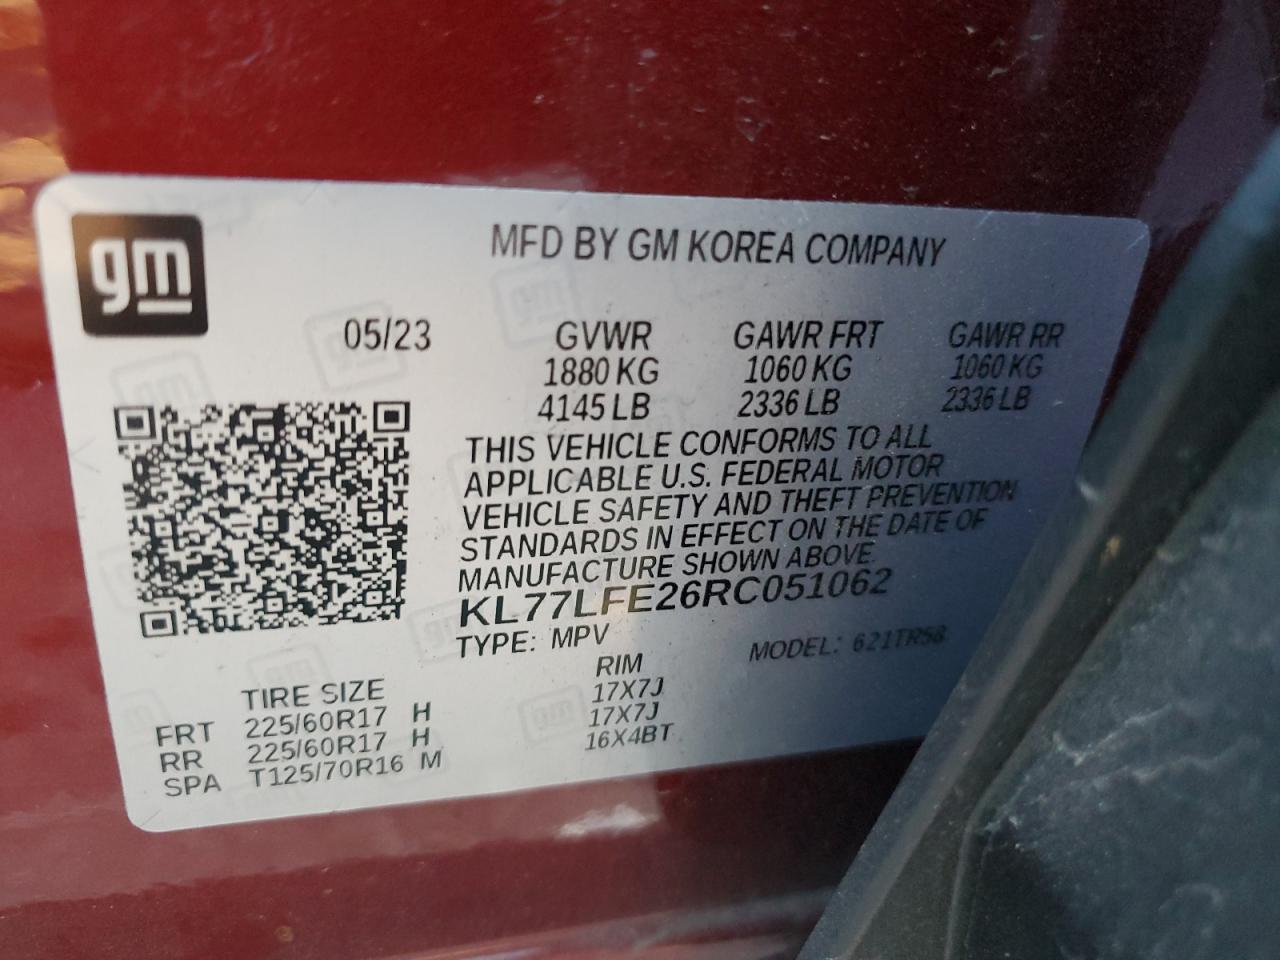 gm
MFD BY GM KOREA COMPANY
05/23 GVWR GAWR FRT GAWR RR
1880 KG 1060 KG 1060 KG
4145 LB 2336 LB 2336 LB
THIS VEHICLE CONFORMS TO ALL
APPLICABLE U.S. FEDERAL MOTOR
VEHICLE SAFETY AND THEFT PREVENTION
STANDARDS IN EFFECT ON THE DATE OF
MANUFACTURE SHOWN ABOVE.
KL77LFE26RC051062
TYPE: MPV MODEL: 621TR58
TIRE SIZE RIM
FRT 225/60R17 H 17X7J
RR 225/60R17 H 17X7J
SPA T125/70R16 M 16X4BT